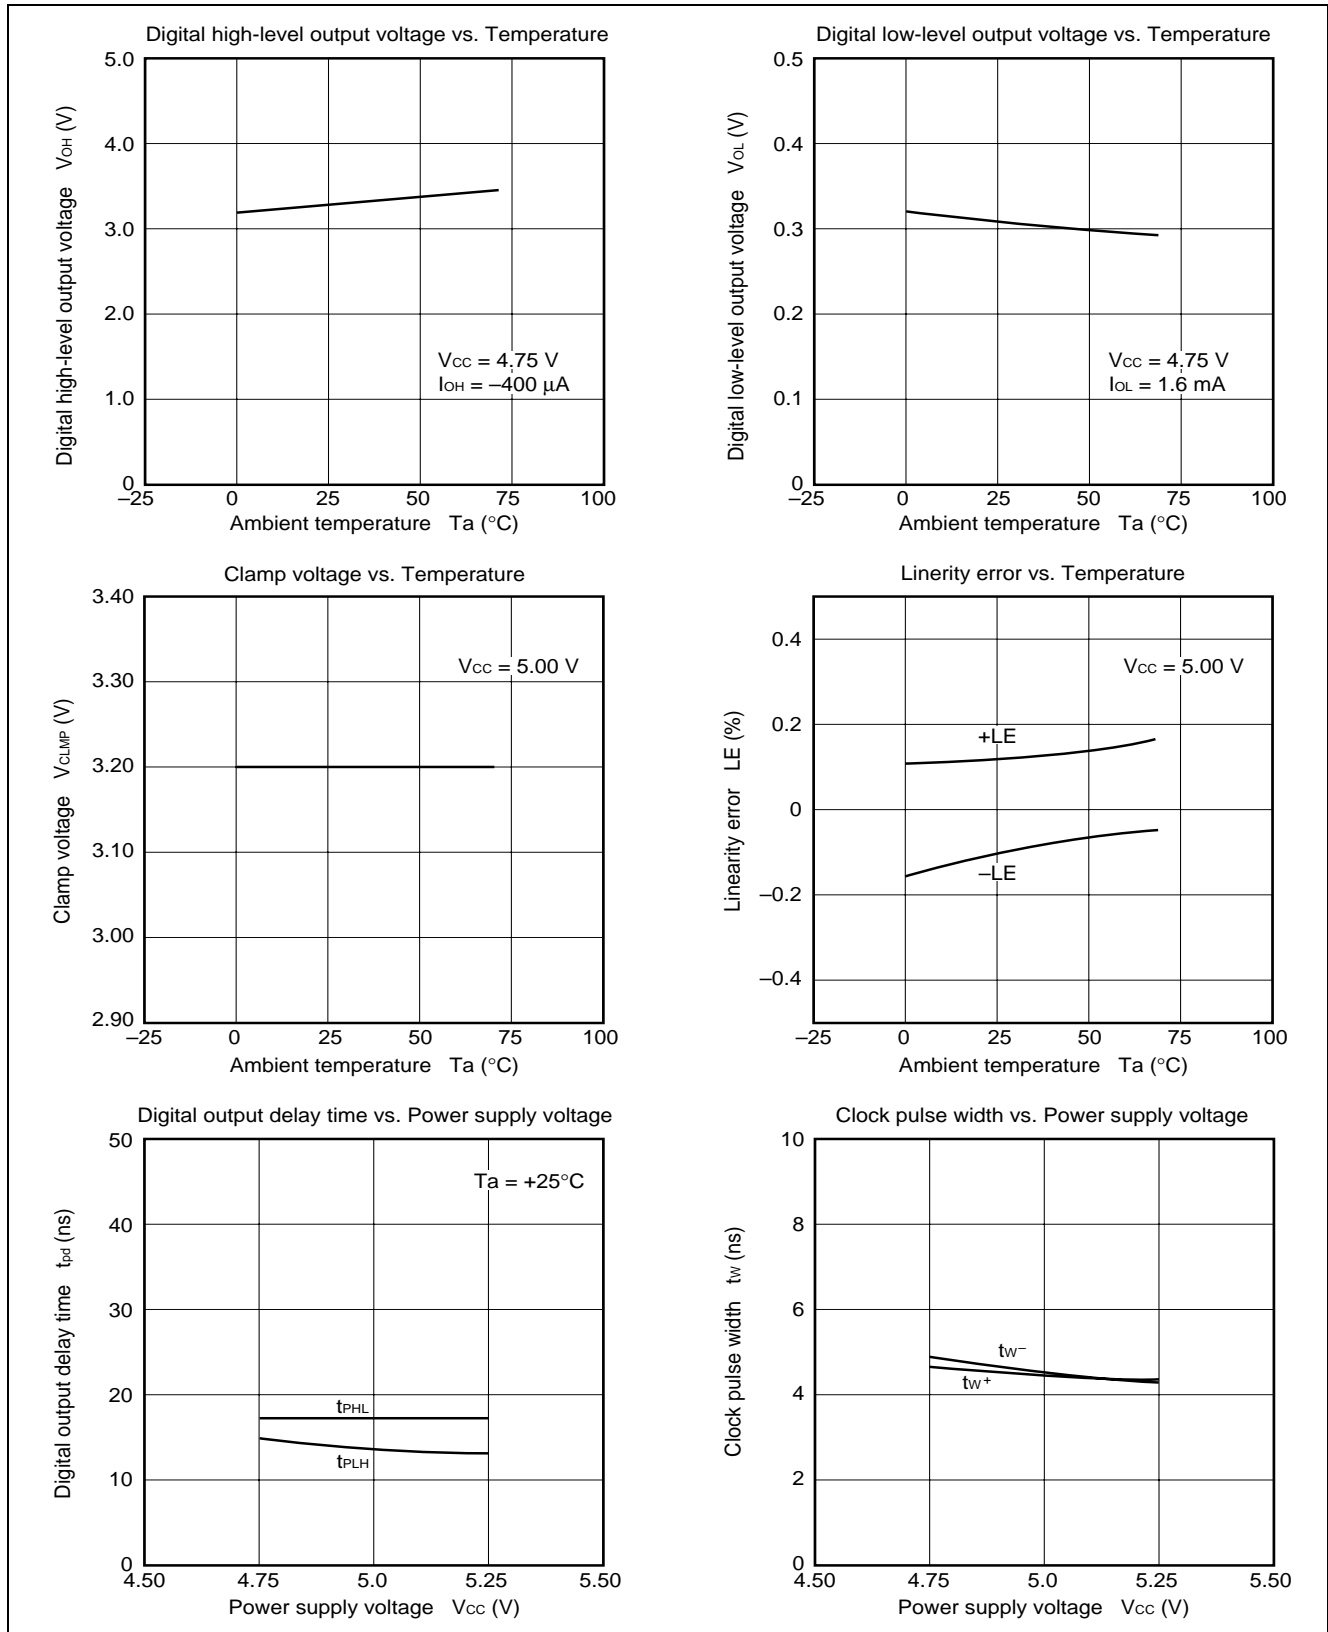 Digital high-level output voltage vs. Temperature
5.0
4.0
3.0
2.0
1.0
0
Digital high-level output voltage VOH (V)
VCC = 4.75 V
IOH = –400 µA
–25 0 25 50 75 100
Ambient temperature Ta (°C)
Digital low-level output voltage vs. Temperature
0.5
0.4
0.3
0.2
0.1
0
Digital low-level output voltage VOL (V)
VCC = 4.75 V
IOL = 1.6 mA
–25 0 25 50 75 100
Ambient temperature Ta (°C)
Clamp voltage vs. Temperature
3.40
3.30
3.20
3.10
3.00
2.90
Clamp voltage VCLMP (V)
VCC = 5.00 V
–25 0 25 50 75 100
Ambient temperature Ta (°C)
Linerity error vs. Temperature
0.4
0.2
0
–0.2
–0.4
Linearity error LE (%)
VCC = 5.00 V
+LE
–LE
–25 0 25 50 75 100
Ambient temperature Ta (°C)
Digital output delay time vs. Power supply voltage
50
40
30
20
10
0
Digital output delay time tpd (ns)
Ta = +25°C
tPHL
tPLH
4.50 4.75 5.0 5.25 5.50
Power supply voltage VCC (V)
Clock pulse width vs. Power supply voltage
10
8
6
4
2
0
Clock pulse width tW (ns)
tW–
tW+
4.50 4.75 5.0 5.25 5.50
Power supply voltage VCC (V)